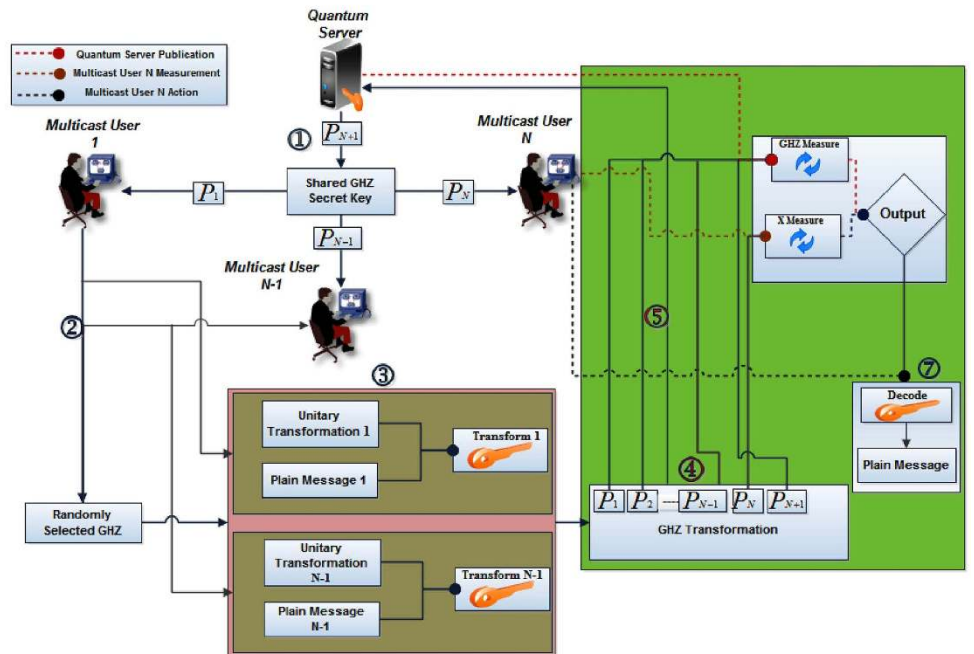 Quantum
Server
Quantum Server Publication
Multicast User N Measurement
Multicast User N Action
Multicast User
1
①
P_{N+1}
Multicast User
N
P_1
Shared GHZ
Secret Key
P_N
P_{N-1}
Multicast User
N-1
GHZ Measure
X Measure
Output
②
③
Unitary
Transformation 1
Plain Message 1
Transform 1
Unitary
Transformation
N-1
Plain Message
N-1
Transform N-1
Randomly
Selected GHZ
④
⑤
P_1 P_2 ---- P_{N-1} P_N P_{N+1}
GHZ Transformation
⑦
Decode
Plain Message